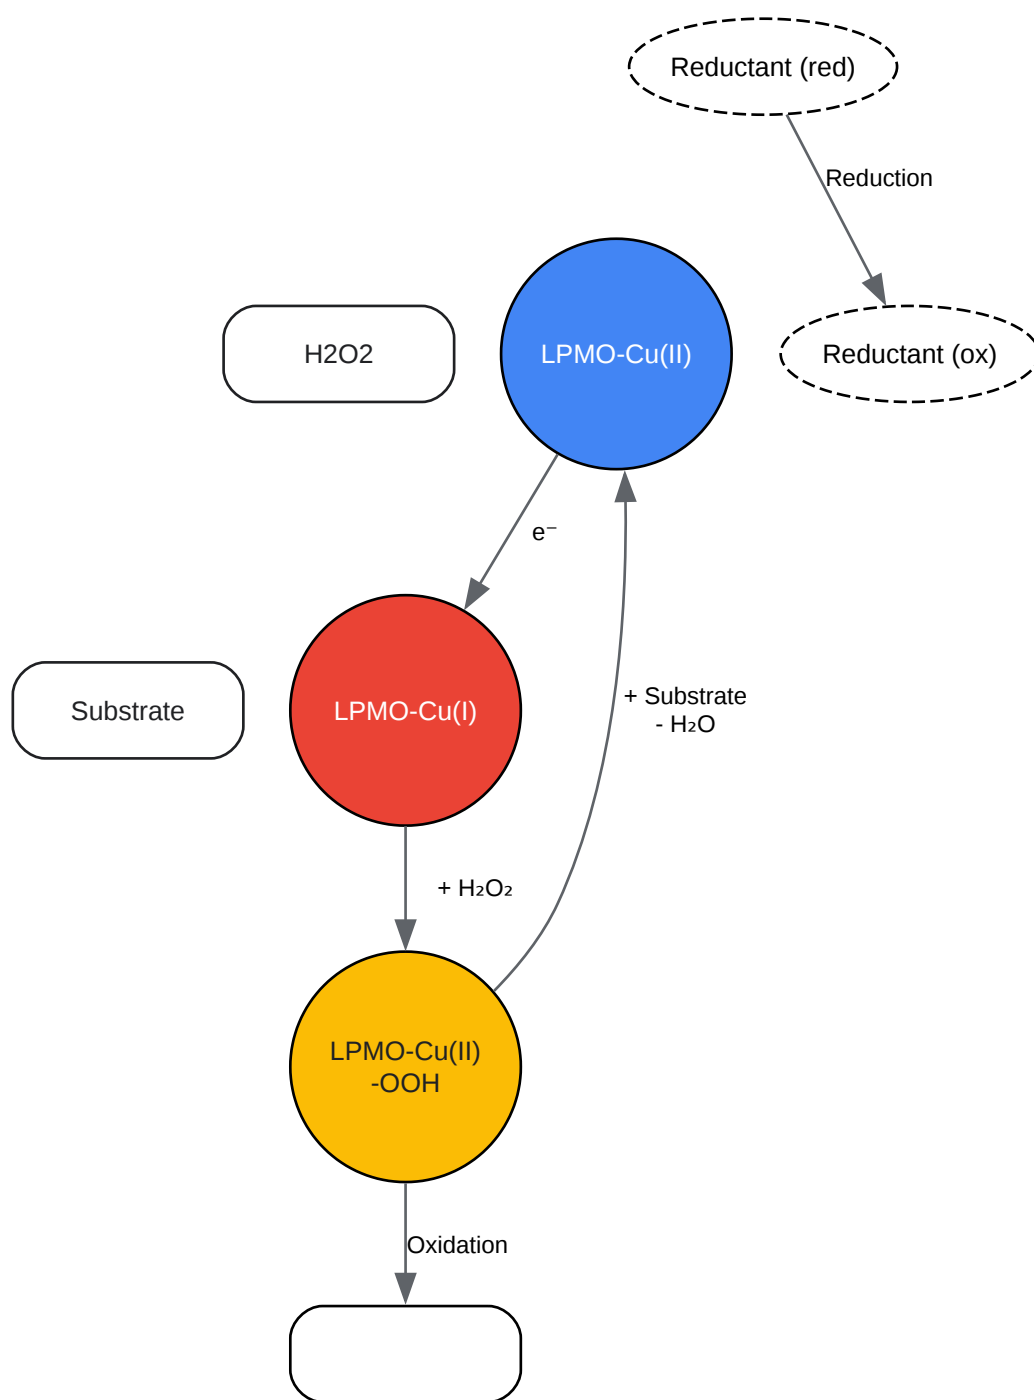 Reductant (red)
Reduction
H2O2
LPMO-Cu(II)
Reductant (ox)
e⁻
Substrate
LPMO-Cu(I)
+ Substrate
- H₂O
+ H₂O₂
LPMO-Cu(II)
-OOH
Oxidation